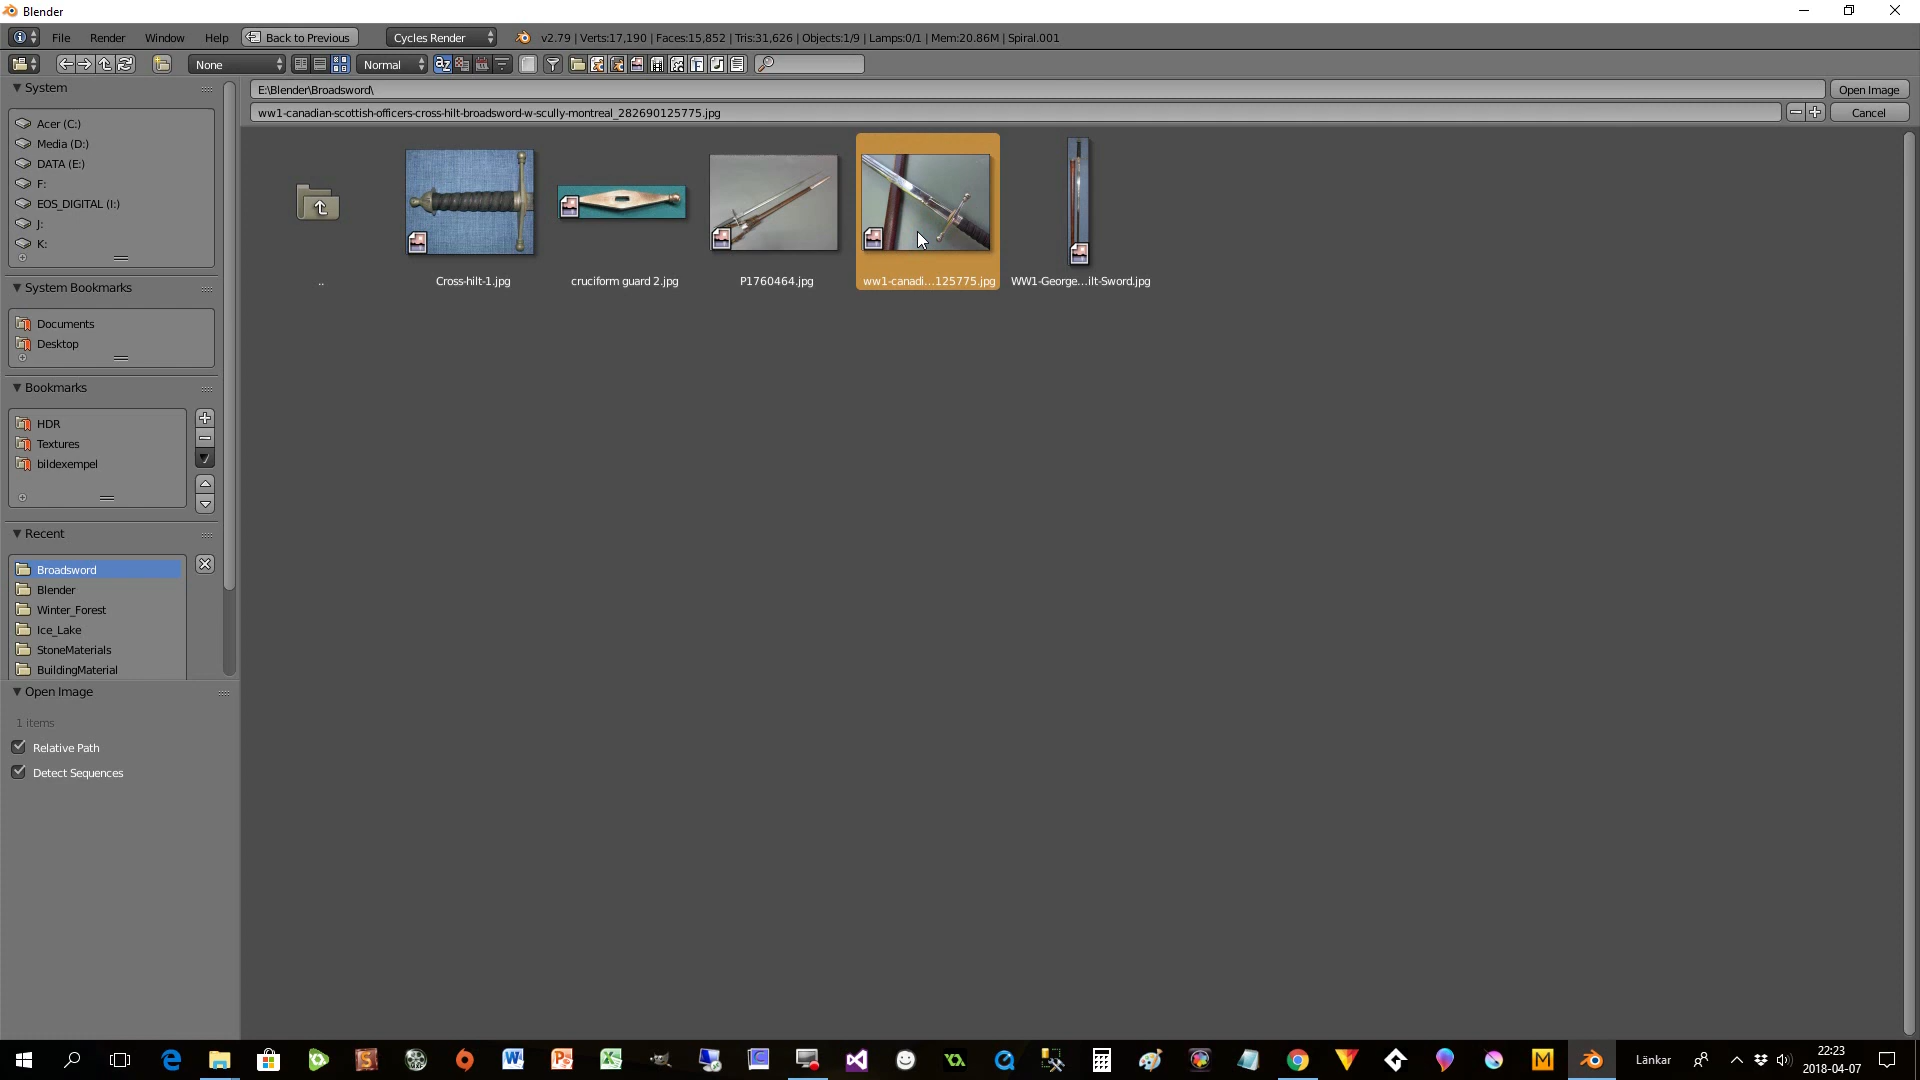 Blender
File Render Window Help Back to Previous Cycles Render v2.79 | Verts:17,190 | Faces:15,852 | Tris:31,626 | Objects:1/9 | Lamps:0/1 | Mem:20.86M | Spiral.001
None Normal
System
Acer (C:)
Media (D:)
DATA (E:)
F:
EOS_DIGITAL (I:)
J:
K:
System Bookmarks
Documents
Desktop
Bookmarks
HDR
Textures
bildexempel
Recent
Broadsword
Blender
Winter_Forest
Ice_Lake
StoneMaterials
BuildingMaterial
Open Image
1 items
Relative Path
Detect Sequences
E:\Blender\Broadsword\ Open Image
ww1-canadian-scottish-officers-cross-hilt-broadsword-w-scully-montreal_282690125775.jpg Cancel
.. Cross-hilt-1.jpg cruciform guard 2.jpg P1760464.jpg ww1-canadi...125775.jpg WW1-George...ilt-Sword.jpg
Länkar
22:23
2018-04-07